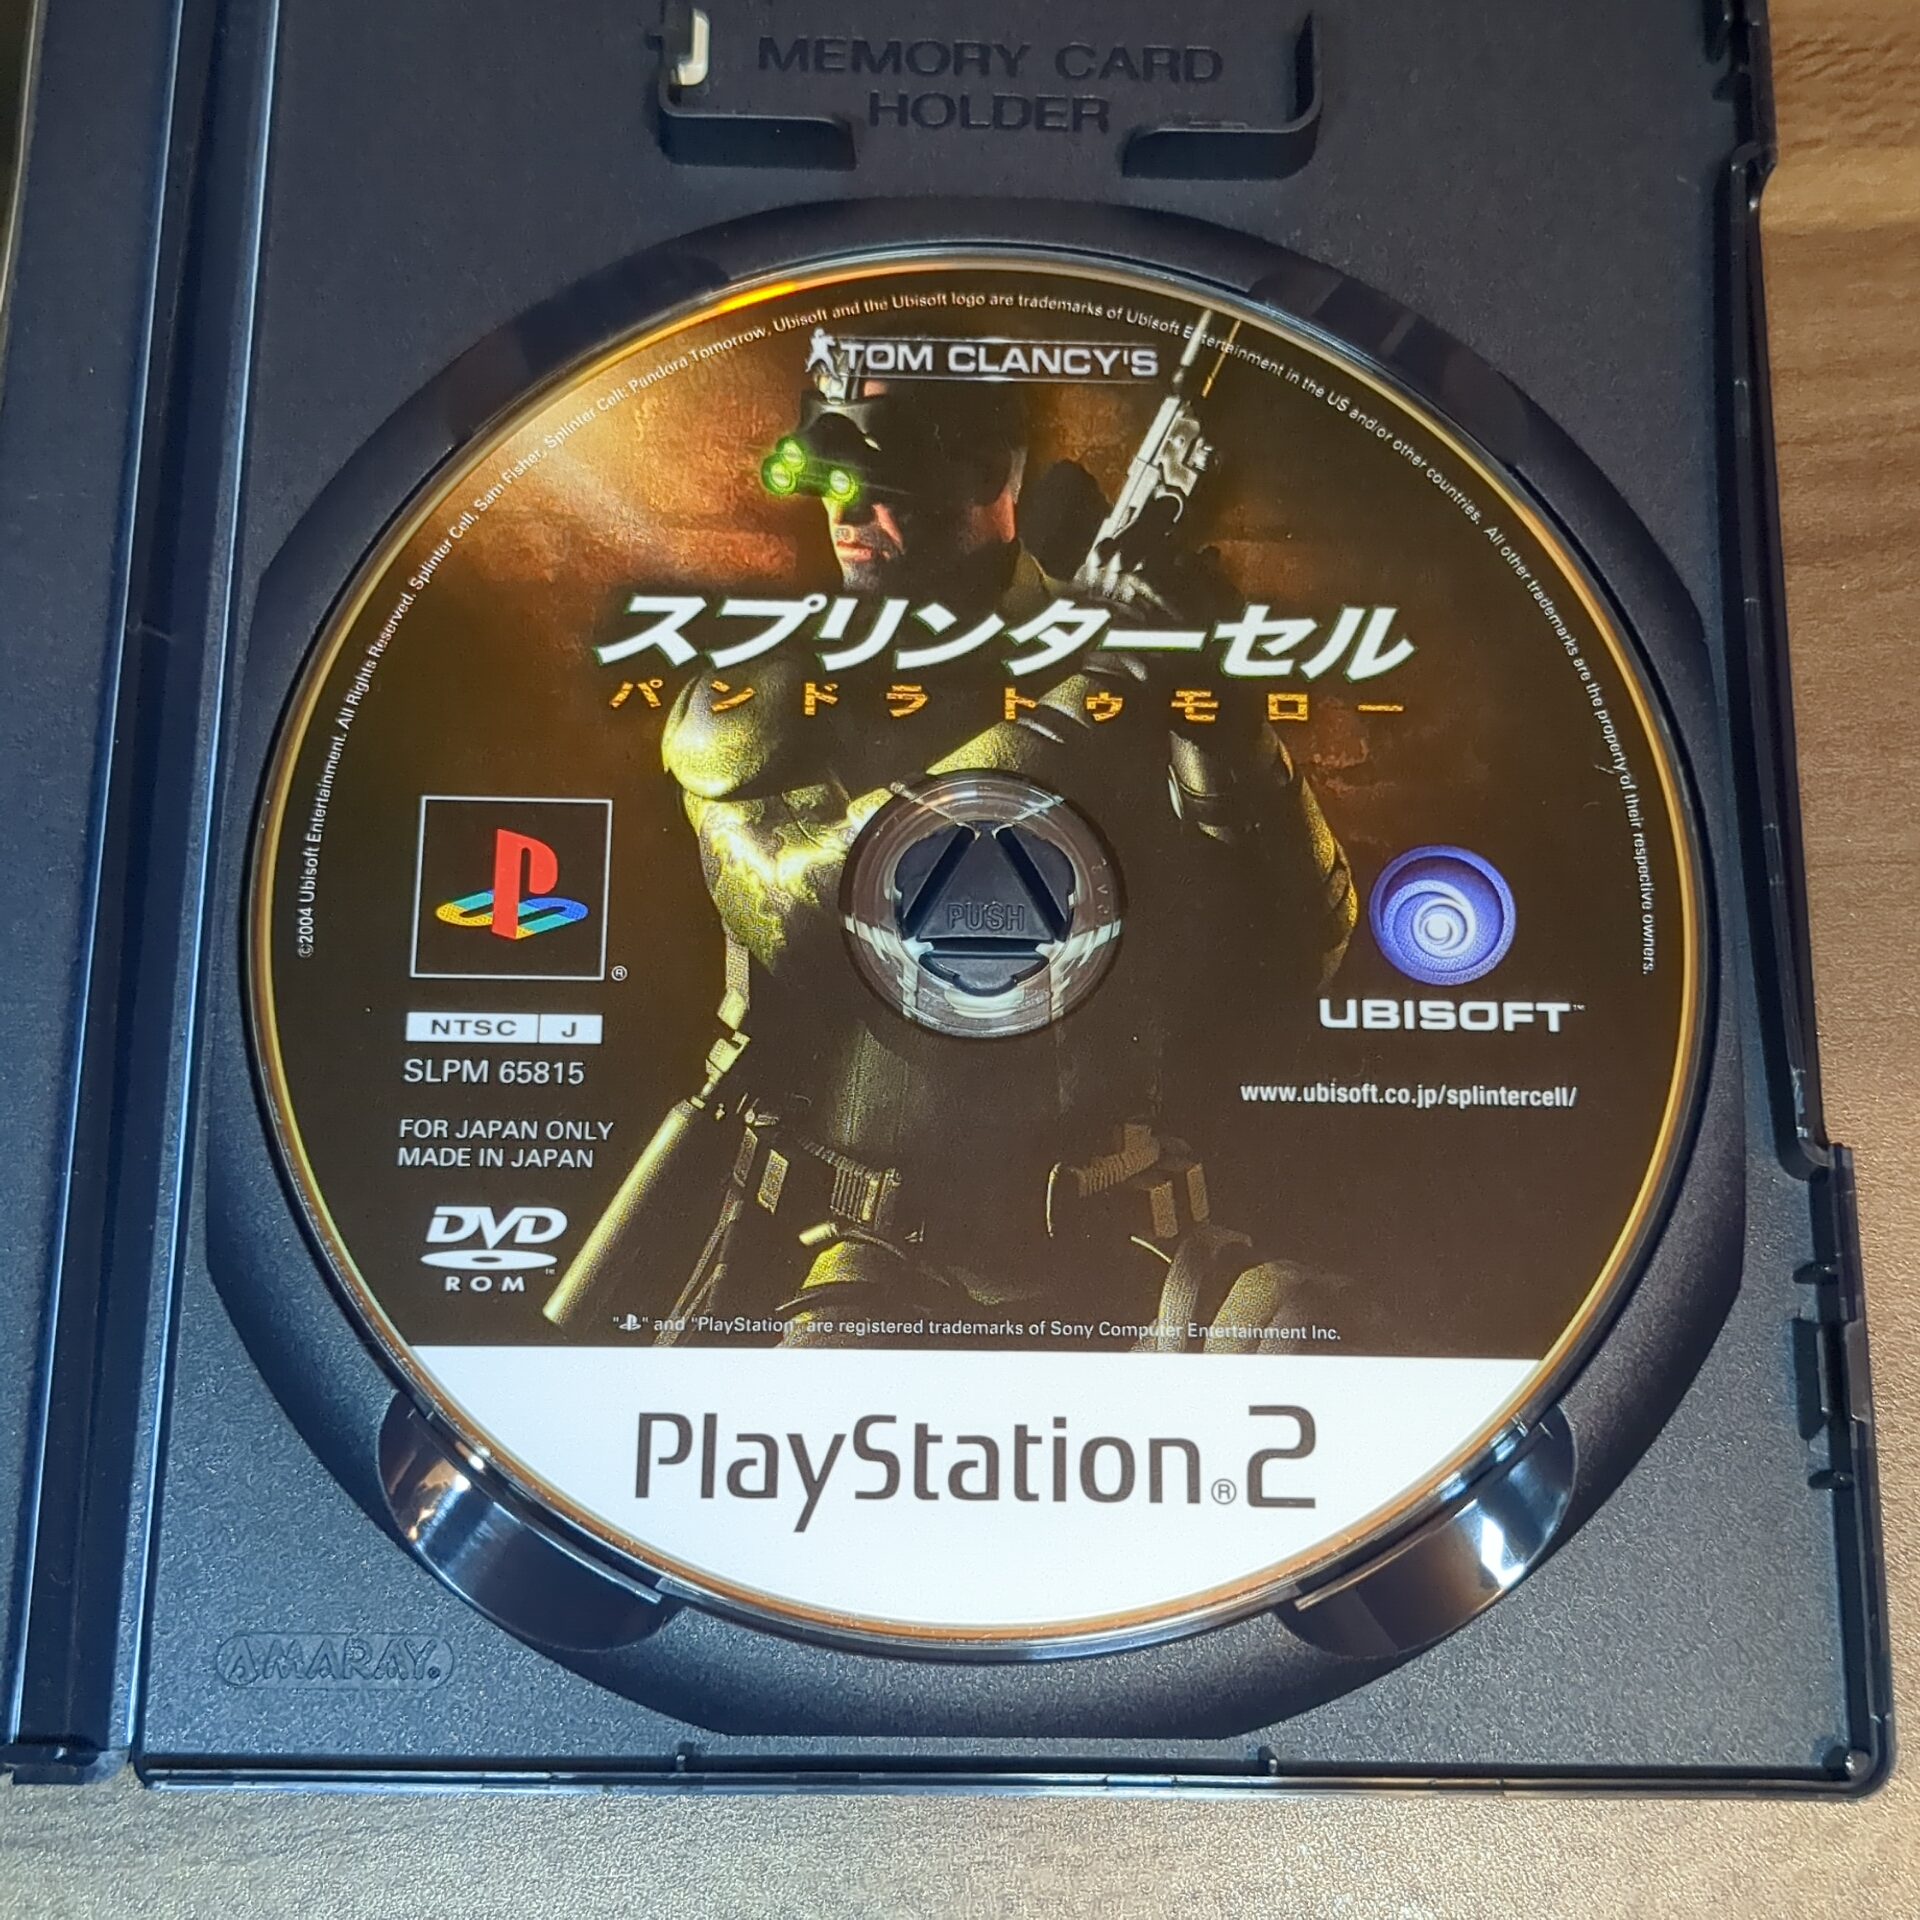 MEMORY CARD
HOLDER
©2004 Ubisoft Entertainment. All Rights Reserved. Splinter Cell, Sam Fisher, Splinter Cell: Pandora Tomorrow, Ubisoft and the Ubisoft logo are trademarks of Ubisoft Entertainment in the US and/or other countries. All other trademarks are the property of their respective owners.
TOM CLANCY'S
スプリンターセル
パンドラ トゥモロー
PUSH
®
NTSC J
SLPM 65815
FOR JAPAN ONLY
MADE IN JAPAN
DVD
ROM
UBISOFT™
www.ubisoft.co.jp/splintercell/
"PS" and "PlayStation" are registered trademarks of Sony Computer Entertainment Inc.
PlayStation®2
AMARAY®